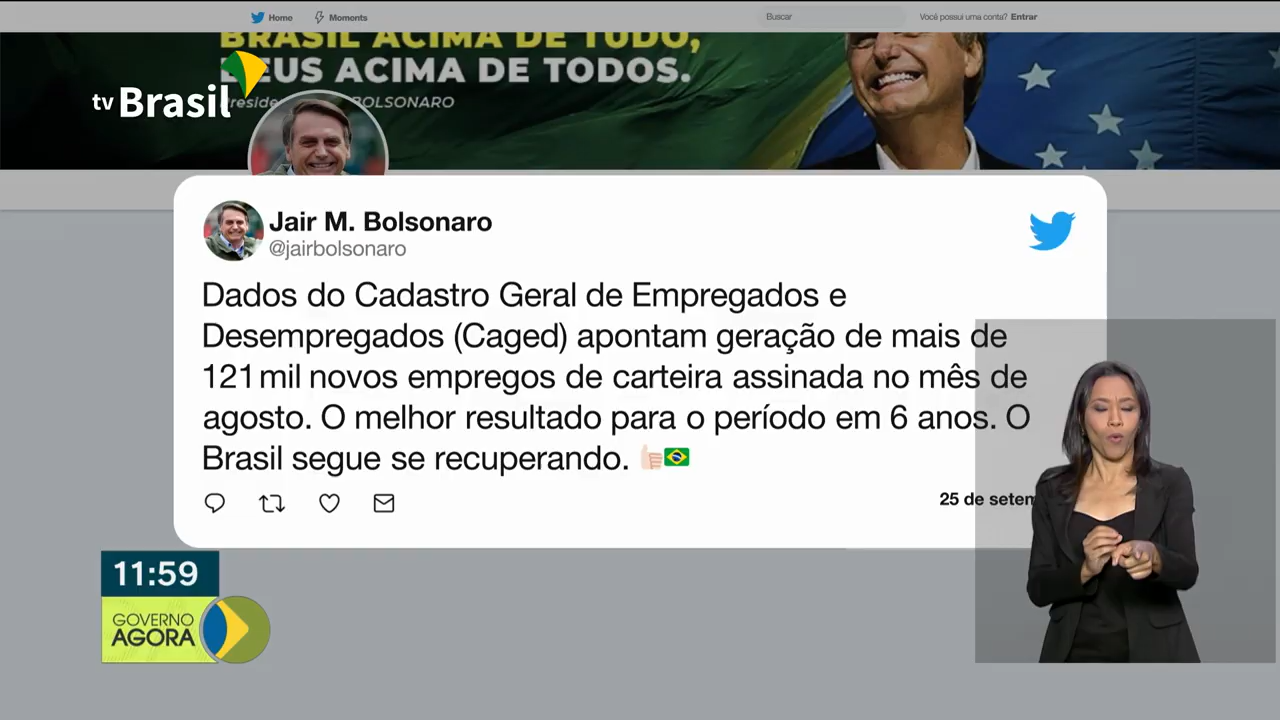 Home Moments Buscar Você possui uma conta? Entrar
BRASIL ACIMA DE TUDO,
DEUS ACIMA DE TODOS.
BOLSONARO
tv Brasil
Jair M. Bolsonaro
@jairbolsonaro
Dados do Cadastro Geral de Empregados e
Desempregados (Caged) apontam geração de mais de
121 mil novos empregos de carteira assinada no mês de
agosto. O melhor resultado para o período em 6 anos. O
Brasil segue se recuperando. 👍🏻🇧🇷
25 de setem
11:59
GOVERNO
AGORA